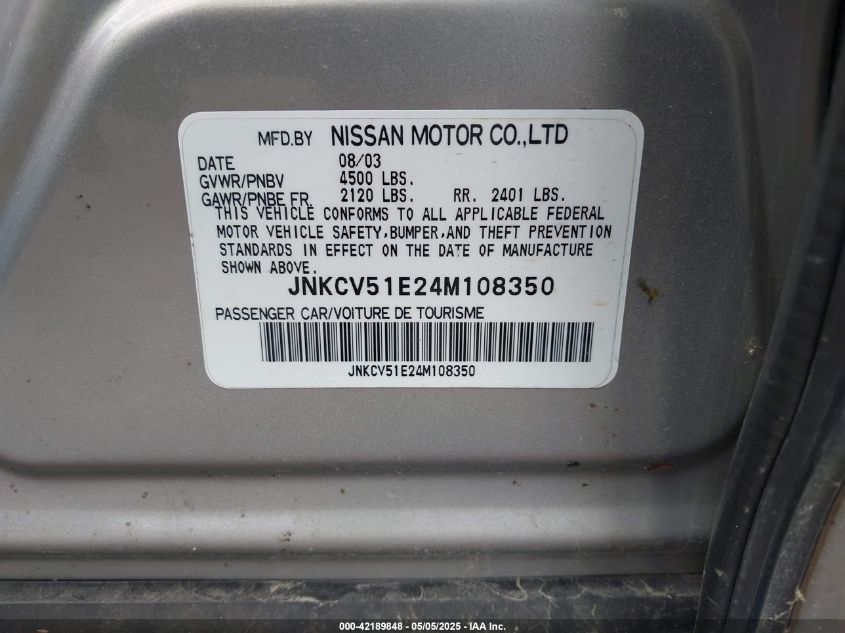 MFD.BY NISSAN MOTOR CO.,LTD
DATE 08/03
GVWR/PNBV 4500 LBS.
GAWR/PNBE FR. 2120 LBS. RR. 2401 LBS.
THIS VEHICLE CONFORMS TO ALL APPLICABLE FEDERAL
MOTOR VEHICLE SAFETY,BUMPER,AND THEFT PREVENTION
STANDARDS IN EFFECT ON THE DATE OF MANUFACTURE
SHOWN ABOVE.
JNKCV51E24M108350
PASSENGER CAR/VOITURE DE TOURISME
JNKCV51E24M108350
000-42189848 - 05/05/2025 - IAA Inc.